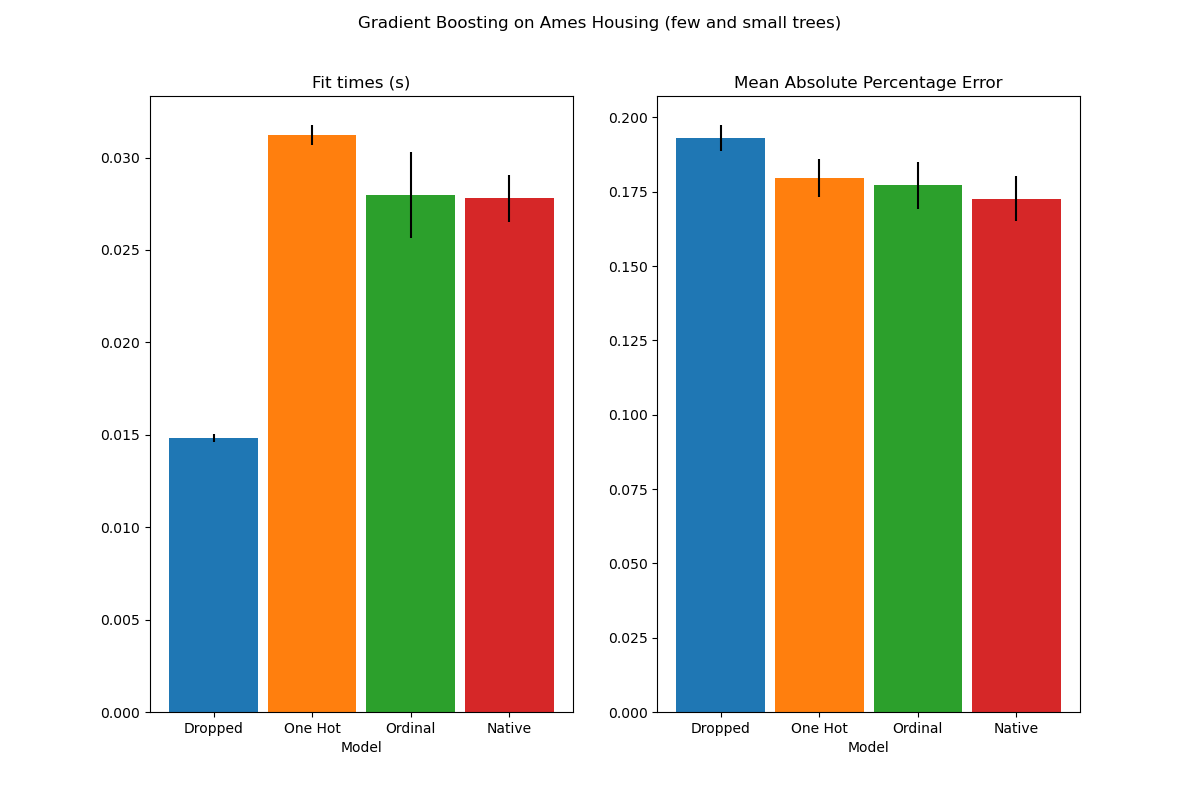 Gradient Boosting on Ames Housing (few and small trees)
Fit times (s)
0.030
0.025
0.020
0.015
0.010
0.005
0.000
Dropped One Hot Ordinal Native
Model
Mean Absolute Percentage Error
0.200
0.175
0.150
0.125
0.100
0.075
0.050
0.025
0.000
Dropped One Hot Ordinal Native
Model